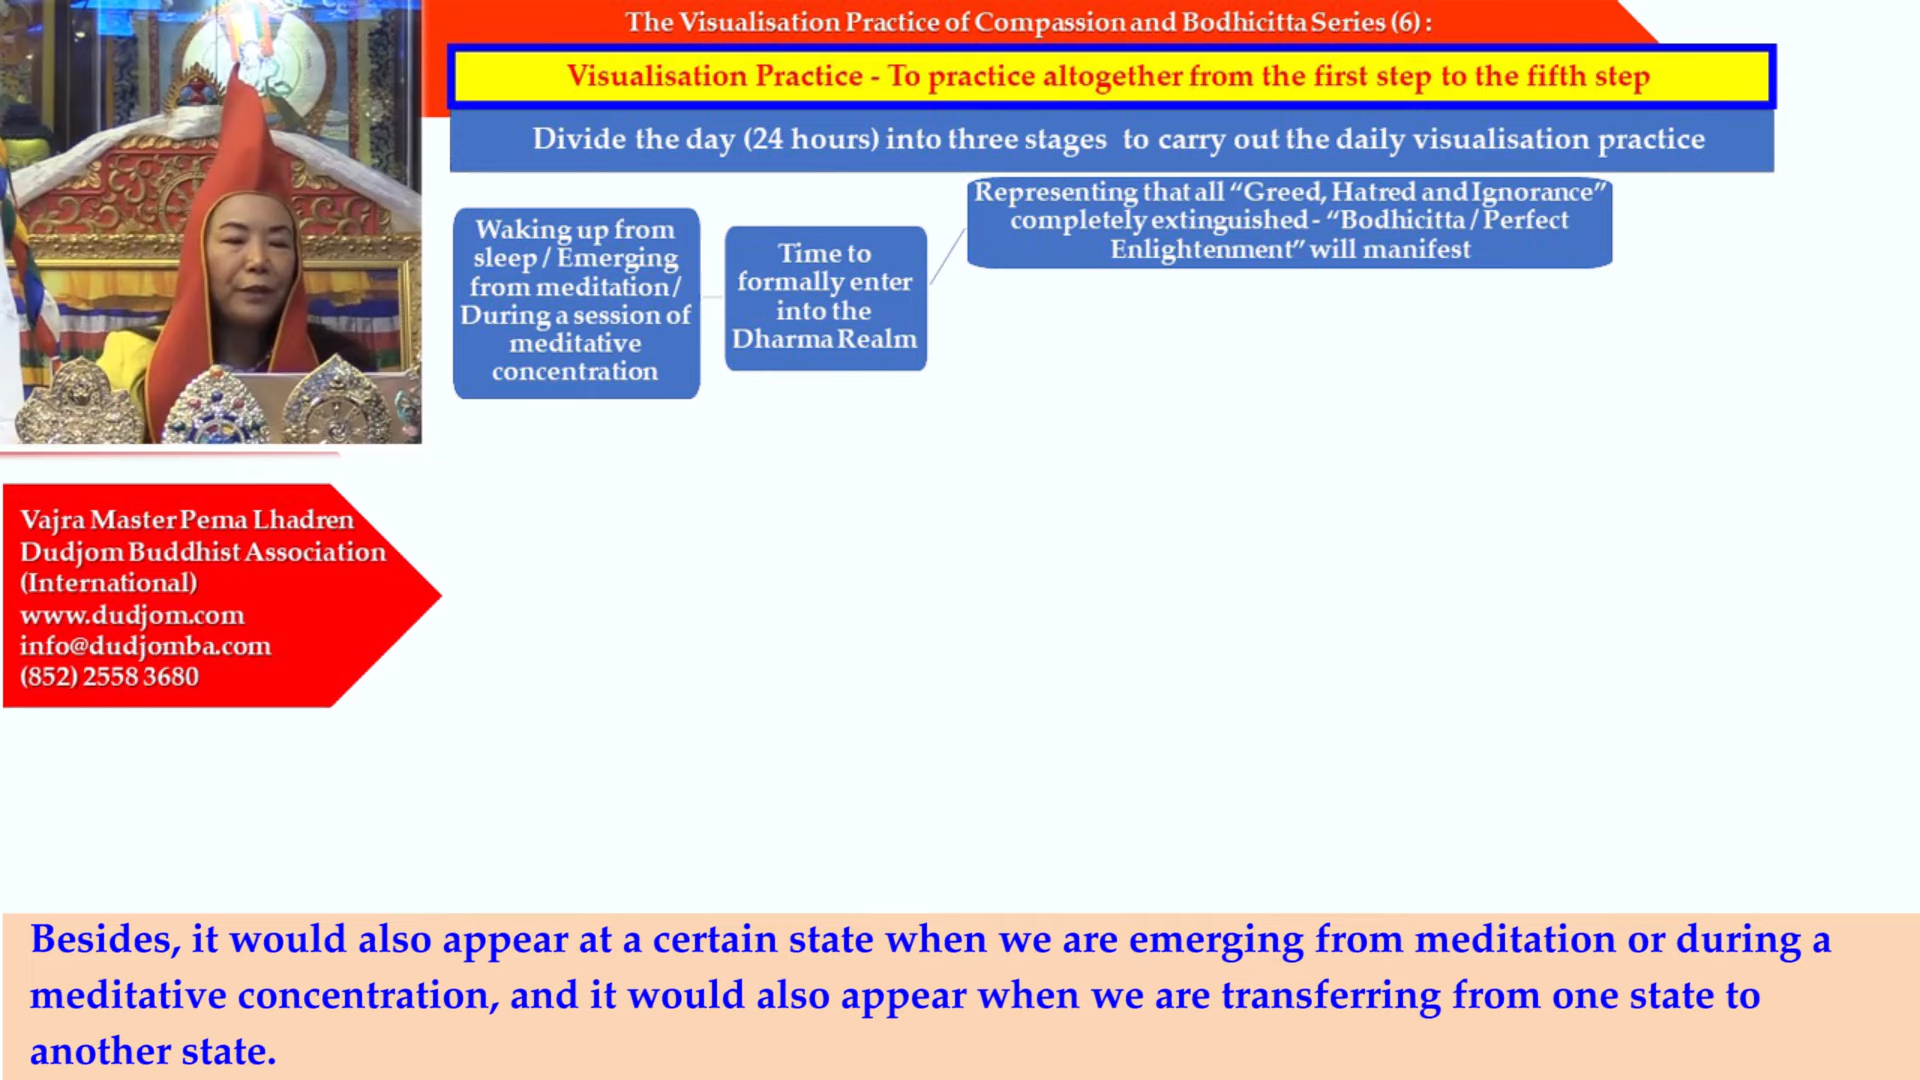 The Visualisation Practice of Compassion and Bodhicitta Series (6) :
Visualisation Practice - To practice altogether from the first step to the fifth step
Divide the day (24 hours) into three stages to carry out the daily visualisation practice
Waking up from
sleep / Emerging
from meditation /
During a session of
meditative
concentration
Time to
formally enter
into the
Dharma Realm
Representing that all “Greed, Hatred and Ignorance”
completely extinguished - “Bodhicitta / Perfect
Enlightenment” will manifest
Vajra Master Pema Lhadren
Dudjom Buddhist Association
(International)
www.dudjom.com
info@dudjomba.com
(852) 2558 3680
Besides, it would also appear at a certain state when we are emerging from meditation or during a
meditative concentration, and it would also appear when we are transferring from one state to
another state.